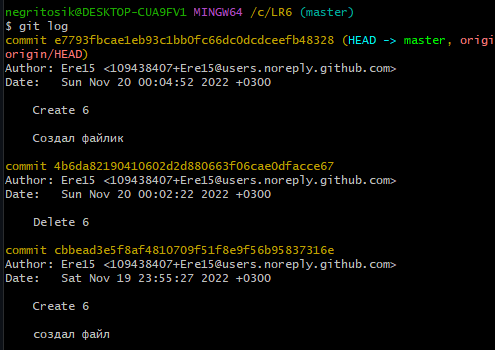 negritosik@DESKTOP-CUA9FV1 MINGW64 /c/LR6 (master)
$ git log
commit e7793fbcae1eb93c1bb0fc66dc0dcdceefb48328 (HEAD -> master, origi
origin/HEAD)
Author: Ere15 <109438407+Ere15@users.noreply.github.com>
Date:   Sun Nov 20 00:04:52 2022 +0300
Create 6
Создал файлик
commit 4b6da82190410602d2d880663f06cae0dfacce67
Author: Ere15 <109438407+Ere15@users.noreply.github.com>
Date:   Sun Nov 20 00:02:22 2022 +0300
Delete 6
commit cbbead3e5f8af4810709f51f8e9f56b95837316e
Author: Ere15 <109438407+Ere15@users.noreply.github.com>
Date:   Sat Nov 19 23:55:27 2022 +0300
Create 6
создал файл